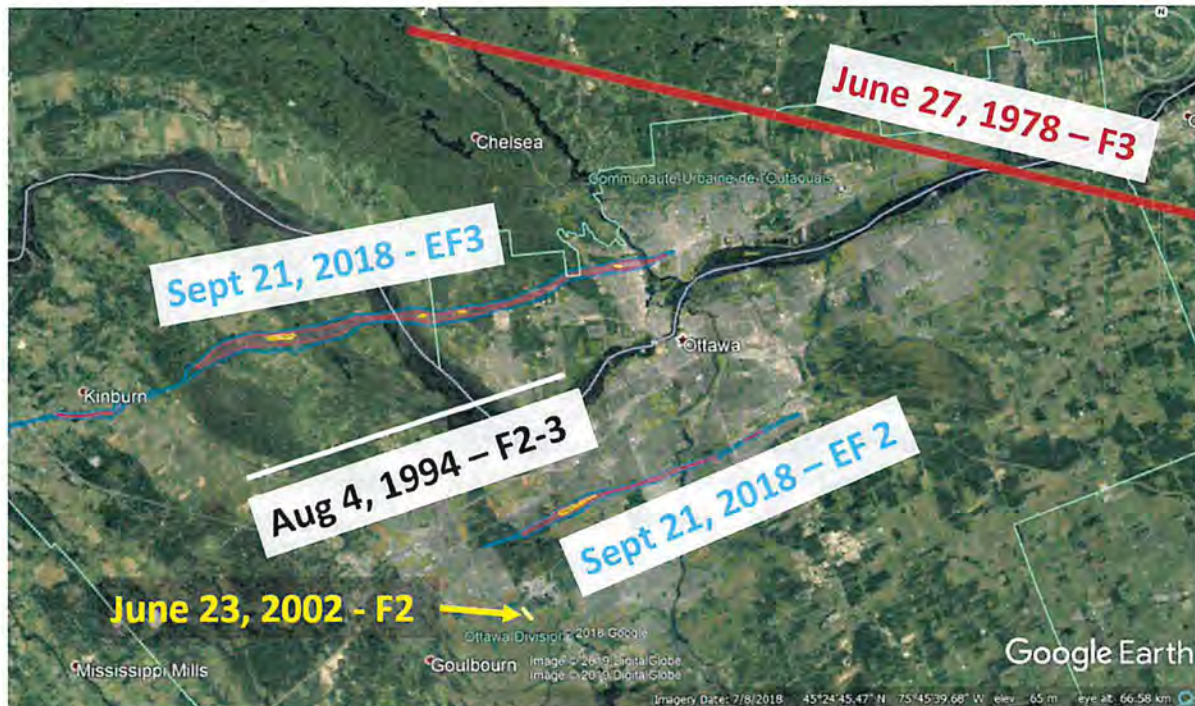 June 27, 1978 – F3
Chelsea
Communauté-Urbaine-de-l'Outaouais
Sept 21, 2018 - EF3
Ottawa
Kinburn
Aug 4, 1994 – F2-3
Sept 21, 2018 – EF 2
June 23, 2002 - F2
Ottawa Division © 2018 Google
Goulbourn
Image © 2019 DigitalGlobe
Image © 2019 DigitalGlobe
Mississippi Mills
Google Earth
Imagery Date: 7/8/2018 45°24'45.47" N 75°45'39.68" W elev 65 m eye alt 66.58 km
N